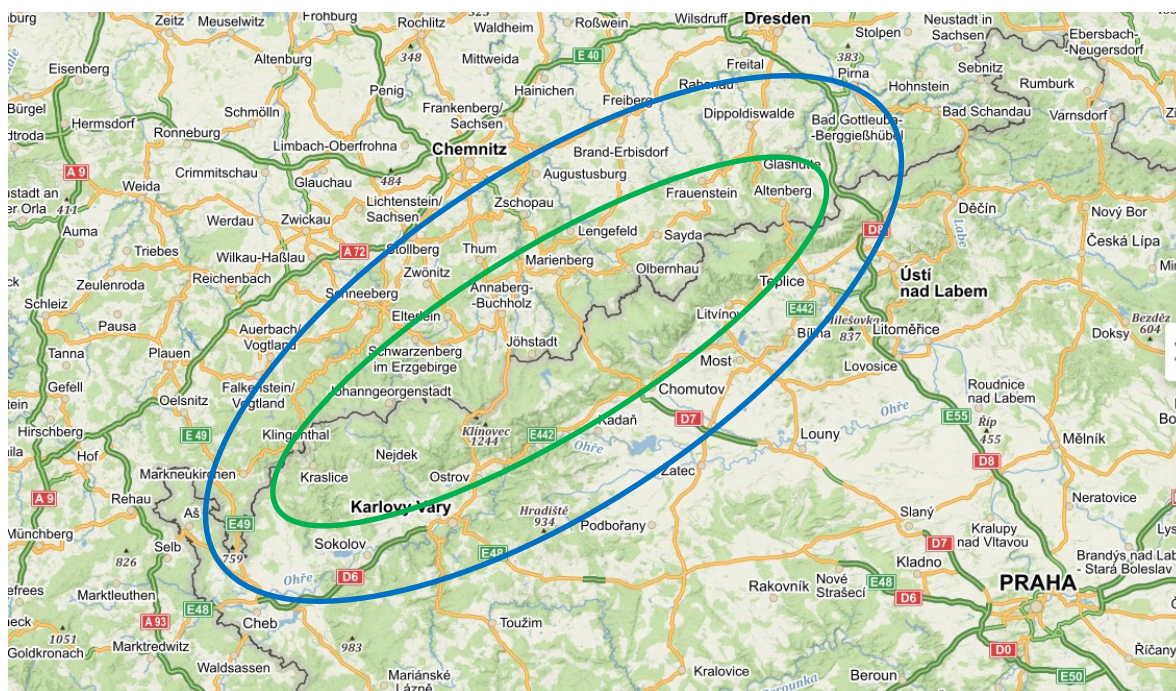 Zeitz
Meuselwitz
Frohburg
Rochlitz
Waldheim
Roßwein
Wilsdruff
Dresden
Stolpen
Neustadt in
Sachsen
Ebersbach-
-Neugersdorf
Eisenberg
Altenburg
348
Mittweida
E 40
Freital
383
Pirna
Sebnitz
Rumburk
Bürgel
Hermsdorf
Schmölln
Penig
Hainichen
Freiberg
Rabenau
Hohnstein
Ronneburg
Frankenberg/
Sachsen
Dippoldiswalde
Bad Gottleuba-
-Berggießhübel
Bad Schandau
Varnsdorf
Limbach-Oberfrohna
Chemnitz
Brand-Erbisdorf
Glashütte
A 9
Crimmitschau
484
Augustusburg
Weida
Glauchau
Lichtenstein/
Sachsen
Zschopau
Frauenstein
Altenberg
411
Auma
Werdau
Zwickau
Lengefeld
Sayda
D8
Děčín
Nový Bor
Triebes
A 72
Stollberg
Thum
Marienberg
Labe
Česká Lípa
Wilkau-Haßlau
Zwönitz
Olbernhau
Teplice
Ústí
nad Labem
Zeulenroda
Reichenbach
Schneeberg
Annaberg-
-Buchholz
Schleiz
Pausa
Auerbach/
Vogtland
Elterlein
Litvínov
E442
Bílina
Milešovka
837
Litoměřice
Doksy
Bezděz
604
Tanna
Plauen
Schwarzenberg
im Erzgebirge
Jöhstadt
Most
Lovosice
Gefell
Falkenstein/
Vogtland
Johanngeorgenstadt
Chomutov
Roudnice
nad Labem
Oelsnitz
Hirschberg
E 49
Klingenthal
Klínovec
1244
E442
Kadaň
D7
Ohře
E55
Říp
455
Louny
Mělník
Hof
Ohře
Nejdek
Markneukirchen
Kraslice
Ostrov
Žatec
D8
A 9
Rehau
Aš
Karlovy Vary
Hradiště
934
Podbořany
Slaný
Neratovice
Münchberg
E49
Selb
759
Sokolov
E48
D7
Kralupy
nad Vltavou
826
Ohře
D6
Kladno
Brandýs nad Lab
- Stará Boleslav
Marktleuthen
E48
Rakovník
Nové
Strašecí
E48
D6
PRAHA
A 93
Cheb
Toužim
1051
Goldkronach
Marktredwitz
983
D0
Říčany
Waldsassen
Mariánské
Lázně
Kralovice
Berounka
Beroun
E50